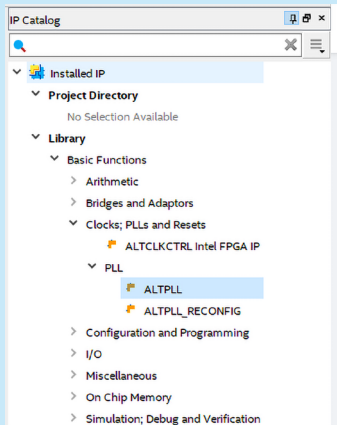 IP Catalog
Installed IP
Project Directory
No Selection Available
Library
Basic Functions
Arithmetic
Bridges and Adaptors
Clocks; PLLs and Resets
ALTCLKCTRL Intel FPGA IP
PLL
ALTPLL
ALTPLL_RECONFIG
Configuration and Programming
I/O
Miscellaneous
On Chip Memory
Simulation; Debug and Verification